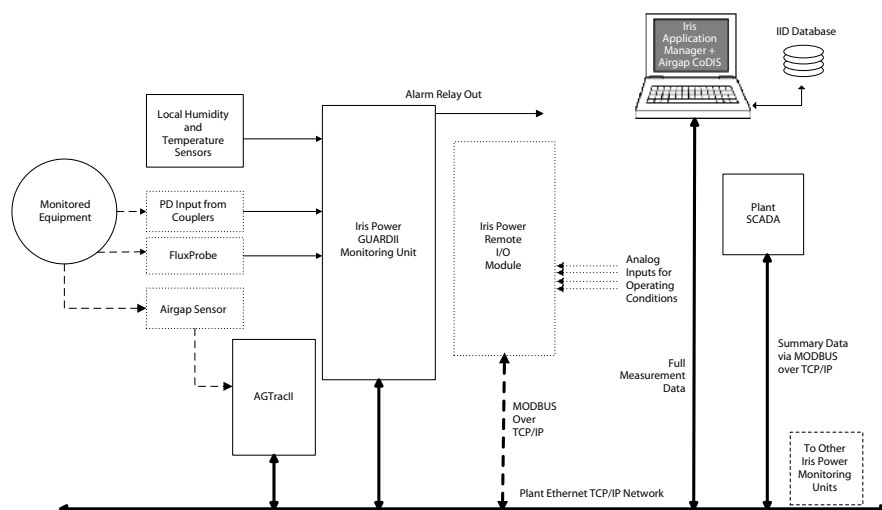 Iris
Application
Manager +
Airgap CoDIS
IID Database
Alarm Relay Out
Local Humidity
and
Temperature
Sensors
Monitored
Equipment
PD Input from
Couplers
FluxProbe
Airgap Sensor
AGTracII
Iris Power
GUARDII
Monitoring Unit
Iris Power
Remote
I/O
Module
Analog
Inputs for
Operating
Conditions
Plant
SCADA
MODBUS
Over
TCP/IP
Full
Measurement
Data
Summary Data
via MODBUS
over TCP/IP
To Other
Iris Power
Monitoring
Units
Plant Ethernet TCP/IP Network